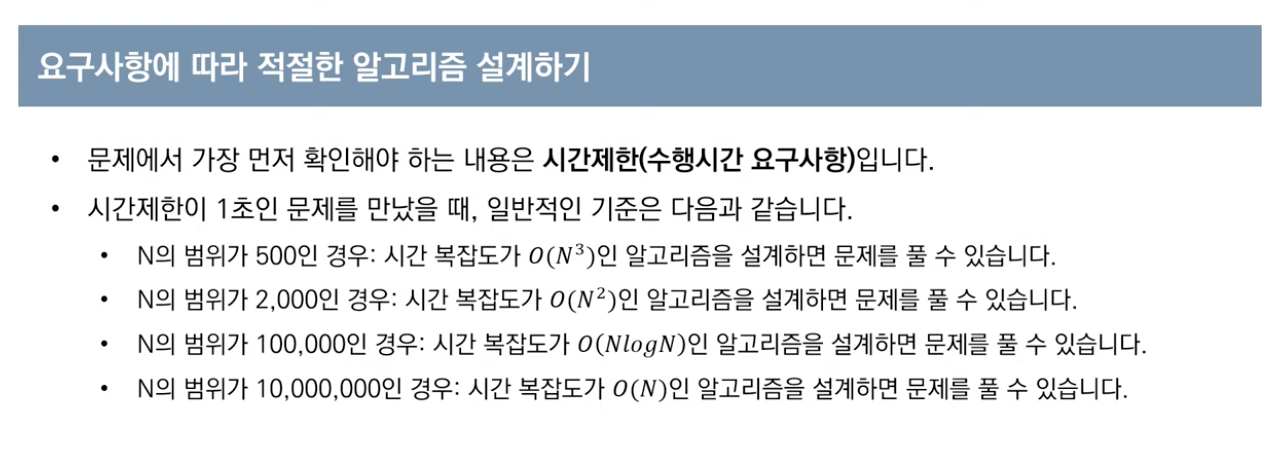 요구사항에 따라 적절한 알고리즘 설계하기
• 문제에서 가장 먼저 확인해야 하는 내용은 시간제한(수행시간 요구사항)입니다.
• 시간제한이 1초인 문제를 만났을 때, 일반적인 기준은 다음과 같습니다.
• N의 범위가 500인 경우: 시간 복잡도가 O(N³)인 알고리즘을 설계하면 문제를 풀 수 있습니다.
• N의 범위가 2,000인 경우: 시간 복잡도가 O(N²)인 알고리즘을 설계하면 문제를 풀 수 있습니다.
• N의 범위가 100,000인 경우: 시간 복잡도가 O(NlogN)인 알고리즘을 설계하면 문제를 풀 수 있습니다.
• N의 범위가 10,000,000인 경우: 시간 복잡도가 O(N)인 알고리즘을 설계하면 문제를 풀 수 있습니다.